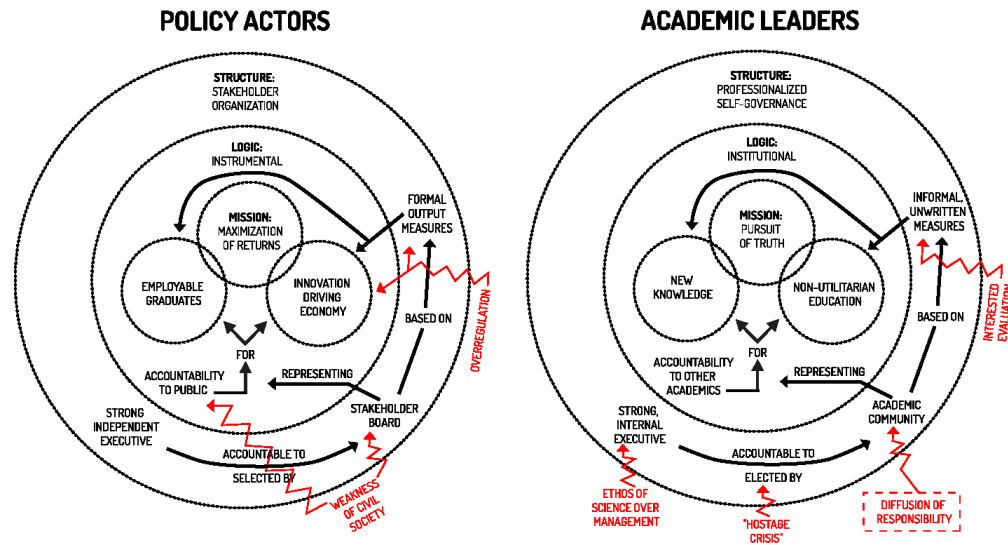 POLICY ACTORS
STRUCTURE:
STAKEHOLDER
ORGANIZATION
LOGIC:
INSTRUMENTAL
MISSION:
MAXIMIZATION
OF RETURNS
FORMAL
OUTPUT
MEASURES
EMPLOYABLE
GRADUATES
INNOVATION
DRIVING
ECONOMY
OVERREGULATION
BASED ON
FOR
ACCOUNTABILITY
TO PUBLIC
REPRESENTING
STAKEHOLDER
BOARD
STRONG
INDEPENDENT
EXECUTIVE
ACCOUNTABLE TO
SELECTED BY
WEAKNESS
OF CIVIL
SOCIETY
ACADEMIC LEADERS
STRUCTURE:
PROFESSIONALIZED
SELF-GOVERNANCE
LOGIC:
INSTITUTIONAL
MISSION:
PURSUIT
OF TRUTH
INFORMAL,
UNWRITTEN
MEASURES
NEW
KNOWLEDGE
NON-UTILITARIAN
EDUCATION
INTERESTED
EVALUATION
BASED ON
FOR
ACCOUNTABILITY
TO OTHER
ACADEMICS
REPRESENTING
ACADEMIC
COMMUNITY
STRONG,
INTERNAL
EXECUTIVE
ACCOUNTABLE TO
ELECTED BY
ETHOS OF
SCIENCE OVER
MANAGEMENT
"HOSTAGE
CRISIS"
DIFFUSION OF
RESPONSIBILITY